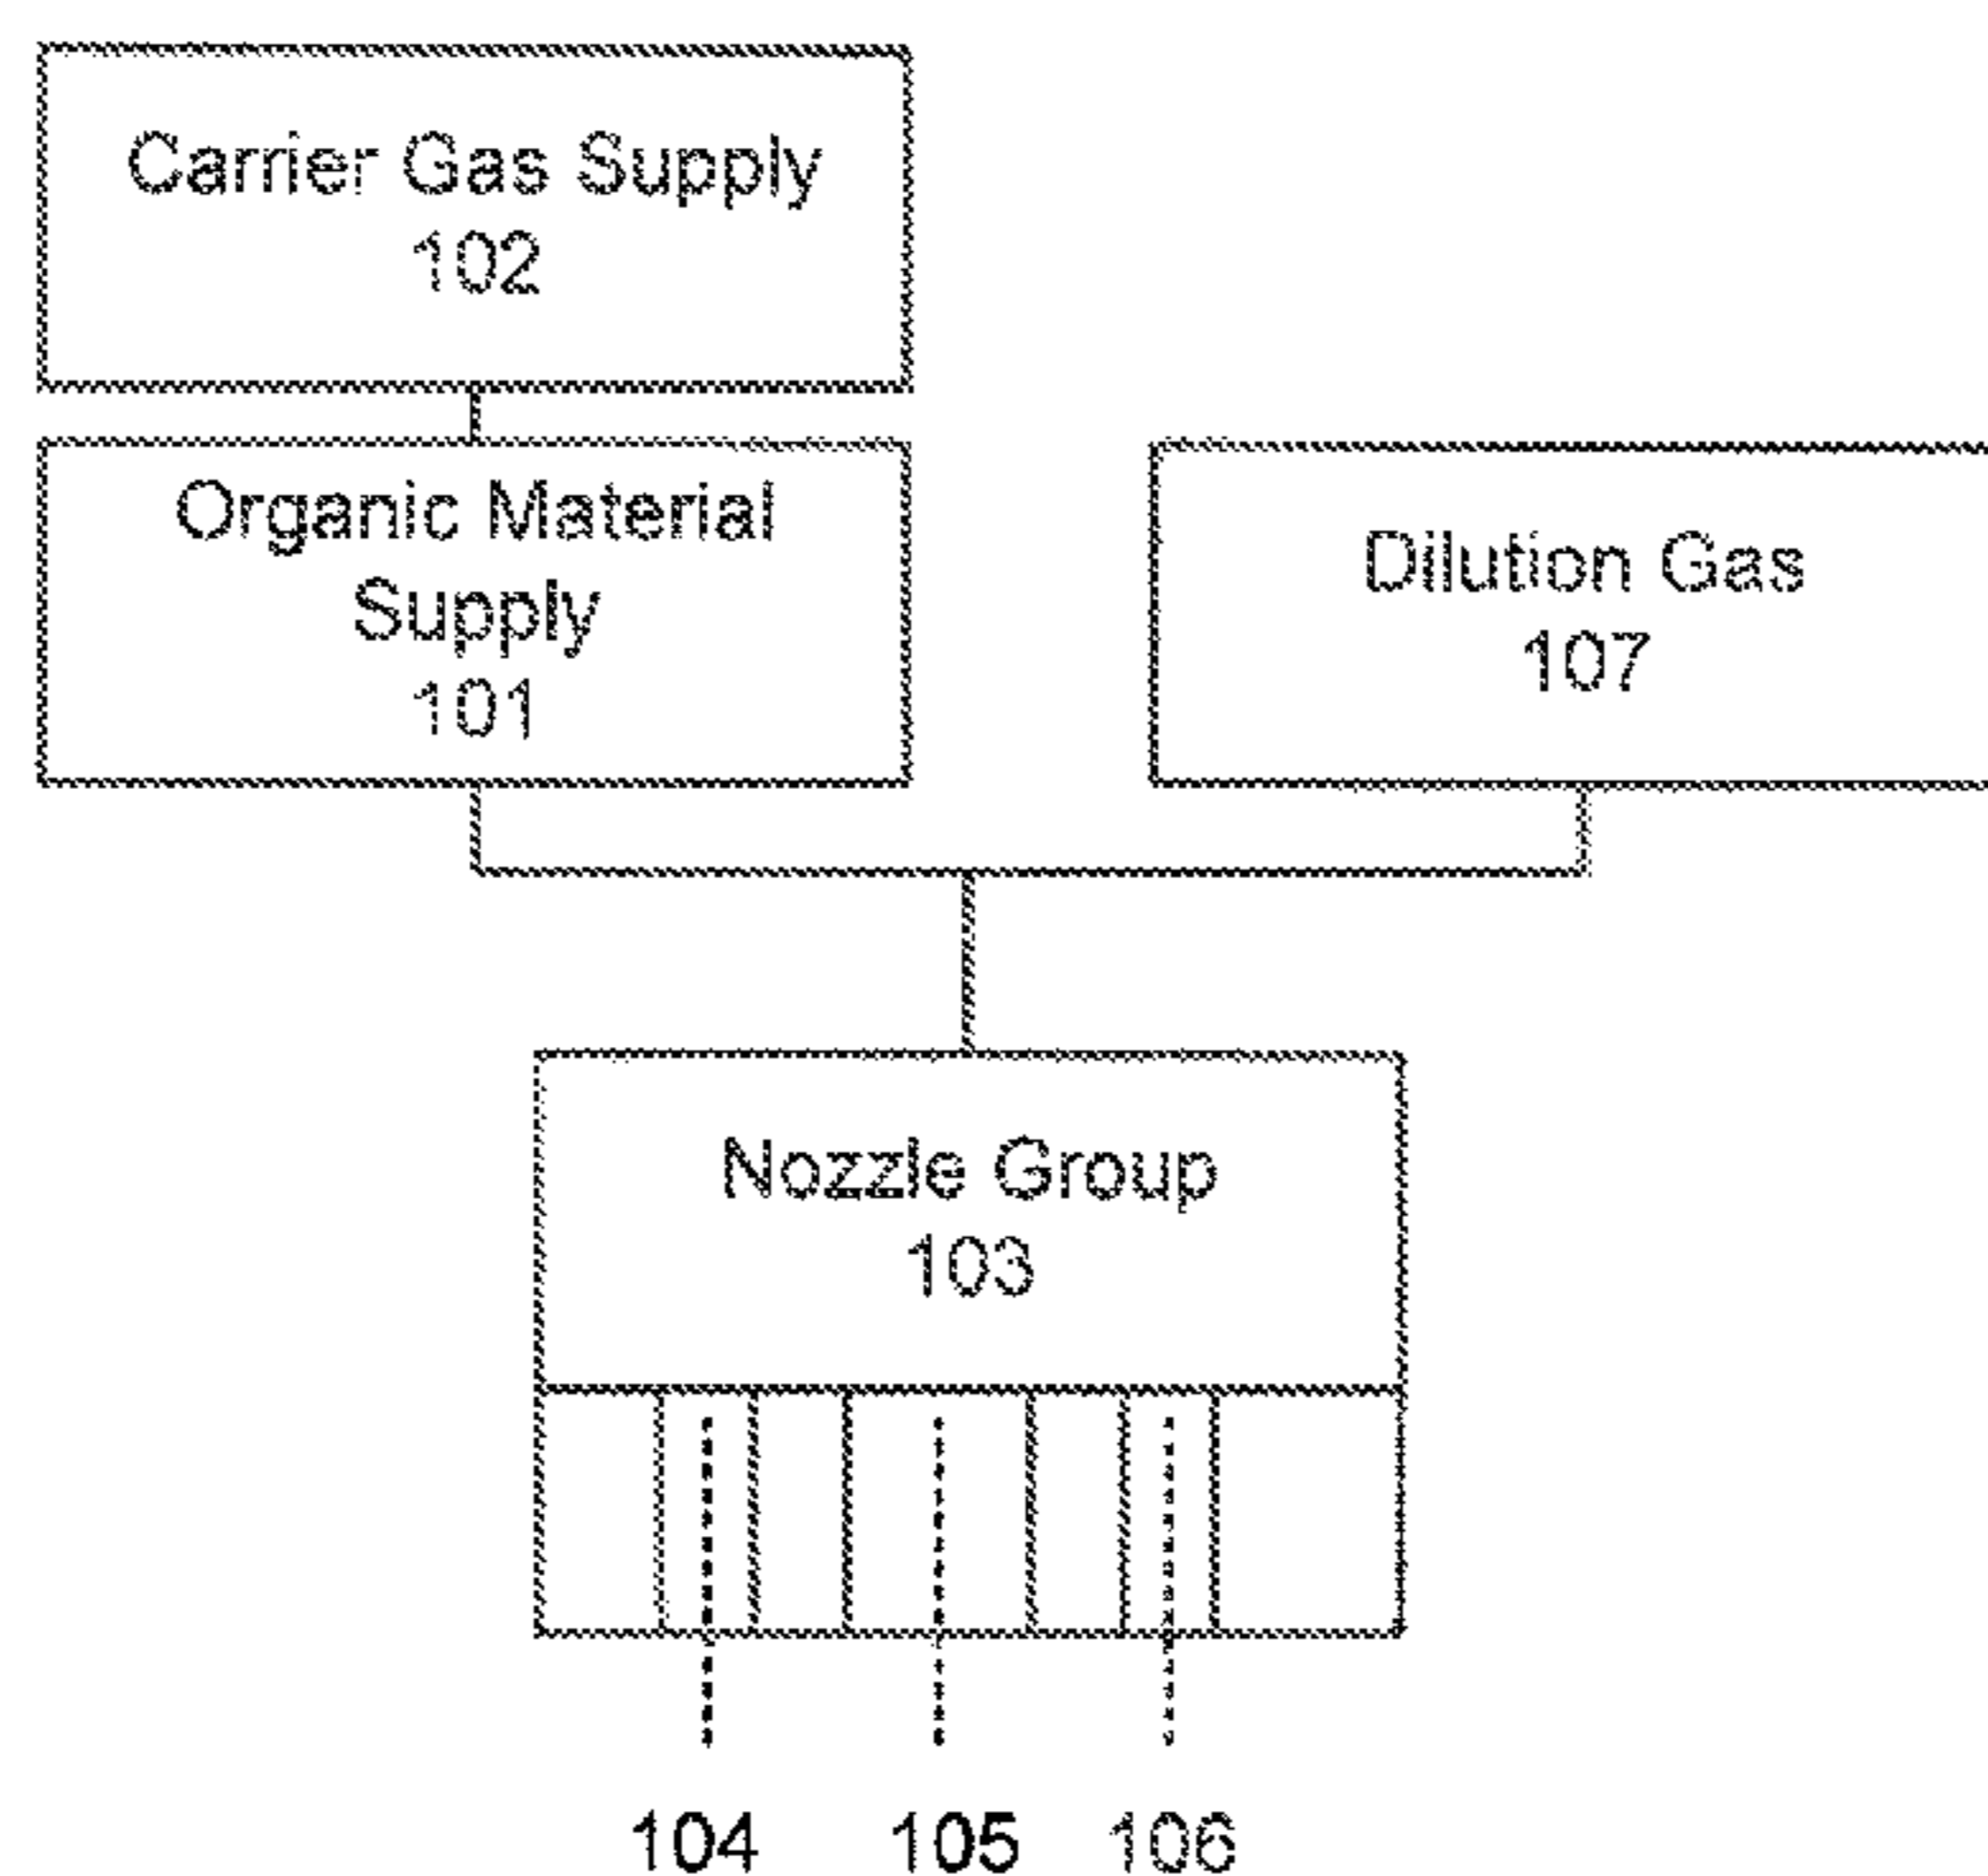 Carrier Gas Supply
102
Organic Material
Supply
101
Dilution Gas
107
Nozzle Group
103
104
105
106